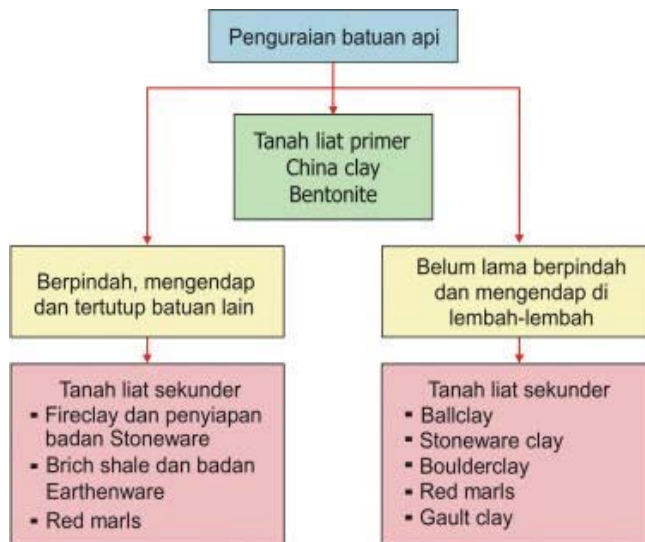 Penguraian batuan api
Tanah liat primer
China clay
Bentonite
Berpindah, mengendap
dan tertutup batuan lain
Belum lama berpindah
dan mengendap di
lembah-lembah
Tanah liat sekunder
▪ Fireclay dan penyiapan
badan Stoneware
▪ Brich shale dan badan
Earthenware
▪ Red marls
Tanah liat sekunder
▪ Ballclay
▪ Stoneware clay
▪ Boulderclay
▪ Red marls
▪ Gault clay